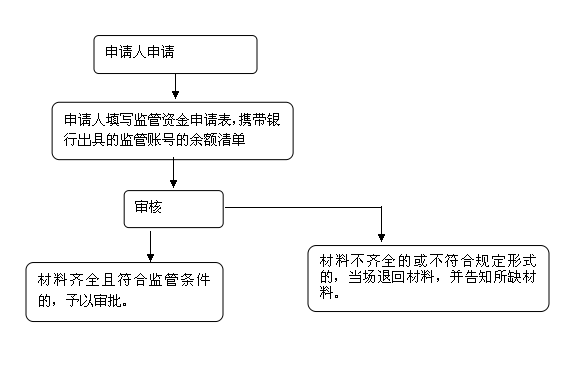 申请人申请
申请人填写监管资金申请表，携带银
行出具的监管账号的余额清单
审核
材料齐全且符合监管条件
的，予以审批。
材料不齐全的或不符合规定形式
的，当场退回材料，并告知所缺材
料。